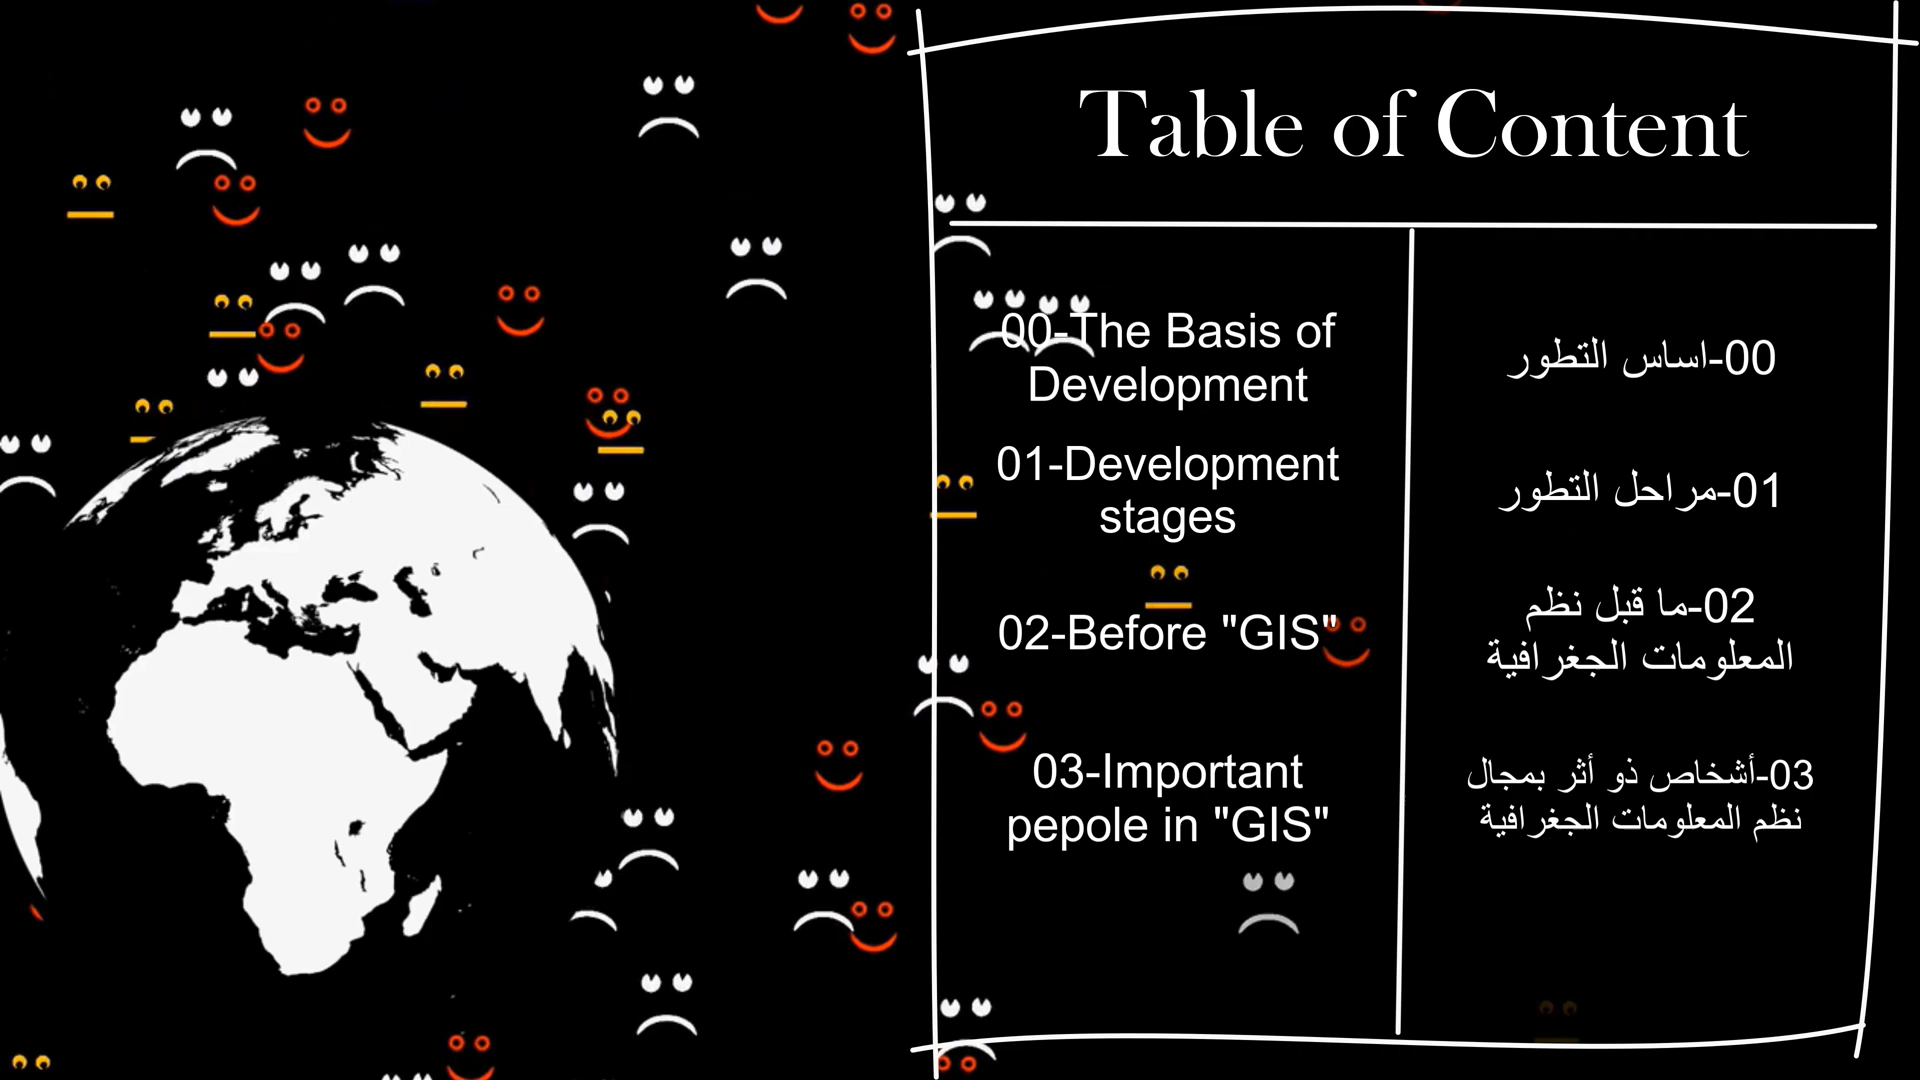 Table of Content
00-The Basis of
Development
00-اساس التطور
01-Development
stages
01-مراحل التطور
02-Before "GIS"
02-ما قبل نظم
المعلومات الجغرافية
03-Important
pepole in "GIS"
03-أشخاص ذو أثر بمجال
نظم المعلومات الجغرافية